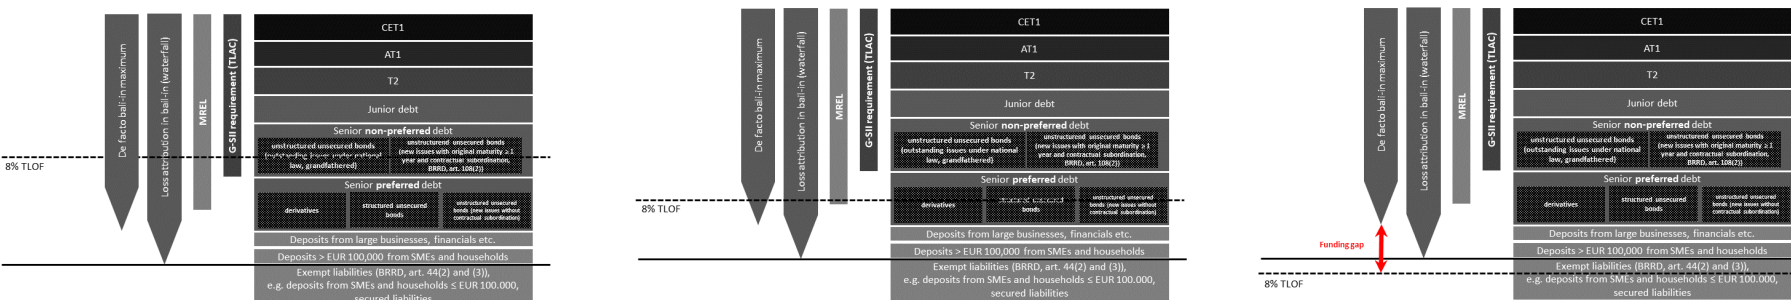 De facto bail-in maximum
Loss attribution in bail-in (waterfall)
MREL
G-SII requirement (TLAC)
CET1
AT1
T2
Junior debt
Senior non-preferred debt
unstructured unsecured bonds
(outstanding issues under national
law, grandfathered)
unstructurend unsecured bonds
(new issues with original maturity ≥ 1
year and contractual subordination,
BRRD, art. 108(2))
8% TLOF
Senior preferred debt
derivatives
structured unsecured
bonds
unstructured unsecured
bonds (new issues without
contractual subordination)
Deposits from large businesses, financials etc.
Deposits > EUR 100,000 from SMEs and households
Exempt liabilities (BRRD, art. 44(2) and (3)),
e.g. deposits from SMEs and households ≤ EUR 100.000,
secured liabilities
De facto bail-in maximum
Loss attribution in bail-in (waterfall)
MREL
G-SII requirement (TLAC)
CET1
AT1
T2
Junior debt
Senior non-preferred debt
unstructured unsecured bonds
(outstanding issues under national
law, grandfathered)
unstructurend unsecured bonds
(new issues with original maturity ≥ 1
year and contractual subordination,
BRRD, art. 108(2))
Senior preferred debt
8% TLOF
derivatives
structured unsecured
bonds
unstructured unsecured
bonds (new issues without
contractual subordination)
Deposits from large businesses, financials etc.
Deposits > EUR 100,000 from SMEs and households
Exempt liabilities (BRRD, art. 44(2) and (3)),
e.g. deposits from SMEs and households ≤ EUR 100.000,
secured liabilities
De facto bail-in maximum
Loss attribution in bail-in (waterfall)
MREL
G-SII requirement (TLAC)
CET1
AT1
T2
Junior debt
Senior non-preferred debt
unstructured unsecured bonds
(outstanding issues under national
law, grandfathered)
unstructurend unsecured bonds
(new issues with original maturity ≥ 1
year and contractual subordination,
BRRD, art. 108(2))
Senior preferred debt
derivatives
structured unsecured
bonds
unstructured unsecured
bonds (new issues without
contractual subordination)
Deposits from large businesses, financials etc.
Funding gap
Deposits > EUR 100,000 from SMEs and households
Exempt liabilities (BRRD, art. 44(2) and (3)),
e.g. deposits from SMEs and households ≤ EUR 100.000,
secured liabilities
8% TLOF